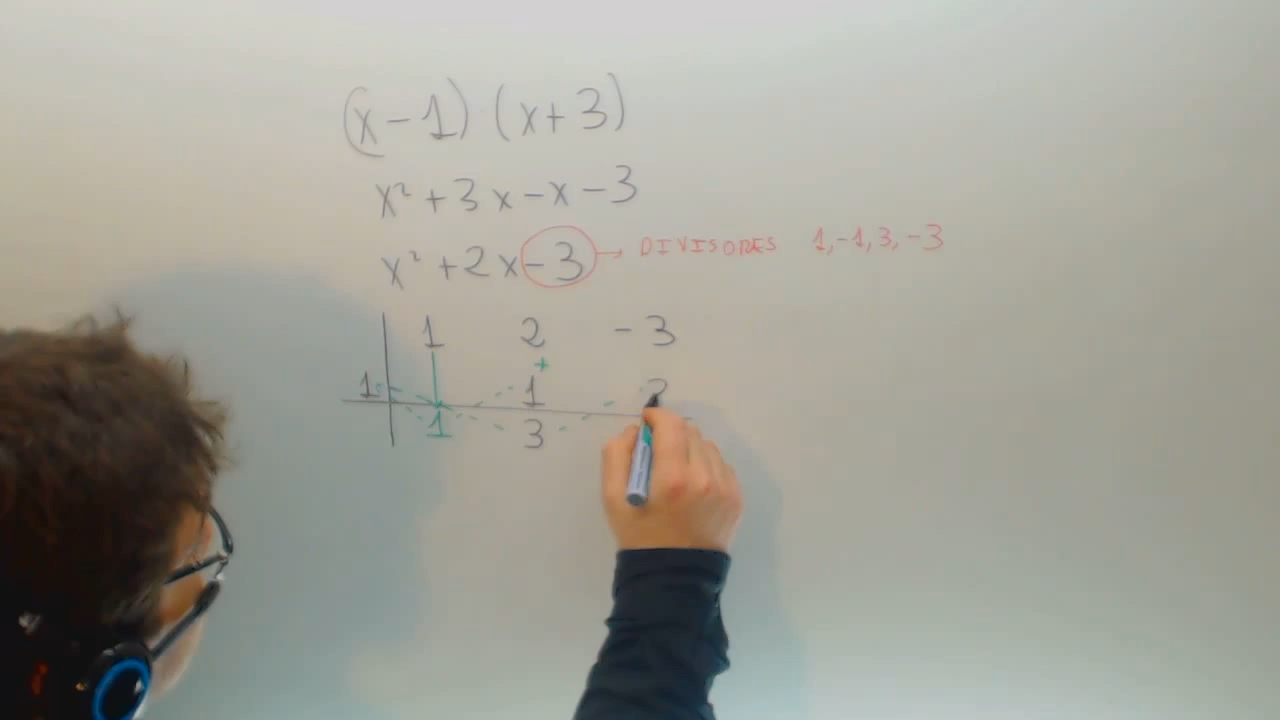 (x-1)·(x+3)
x²+3x-x-3
x²+2x-3 → DIVISORES 1,-1,3,-3
1 2 -3
+
1 1
1 3